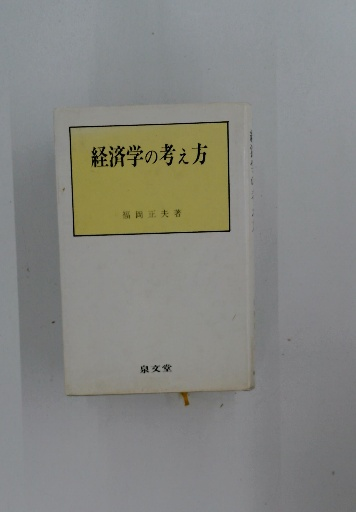 経済学の考え方
福岡正夫著
泉文堂